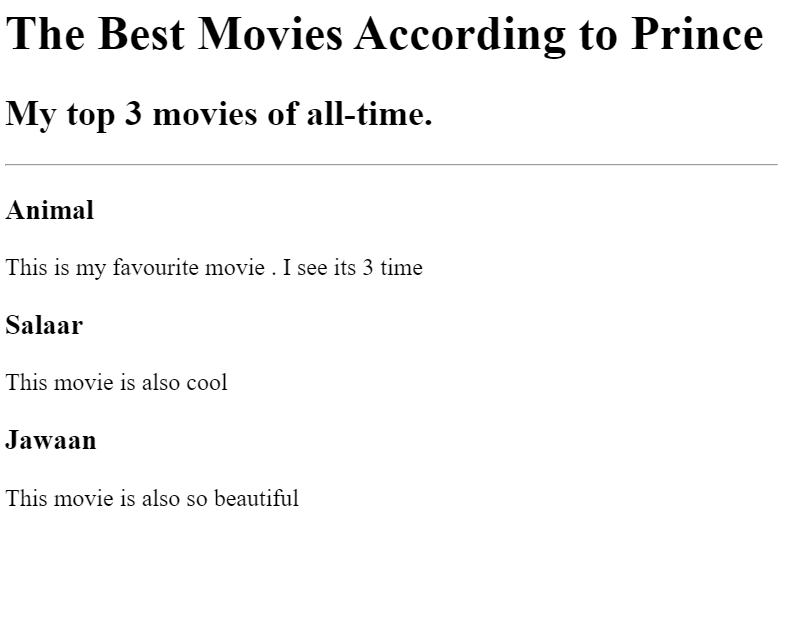 The Best Movies According to Prince
My top 3 movies of all-time.
Animal
This is my favourite movie . I see its 3 time
Salaar
This movie is also cool
Jawaan
This movie is also so beautiful